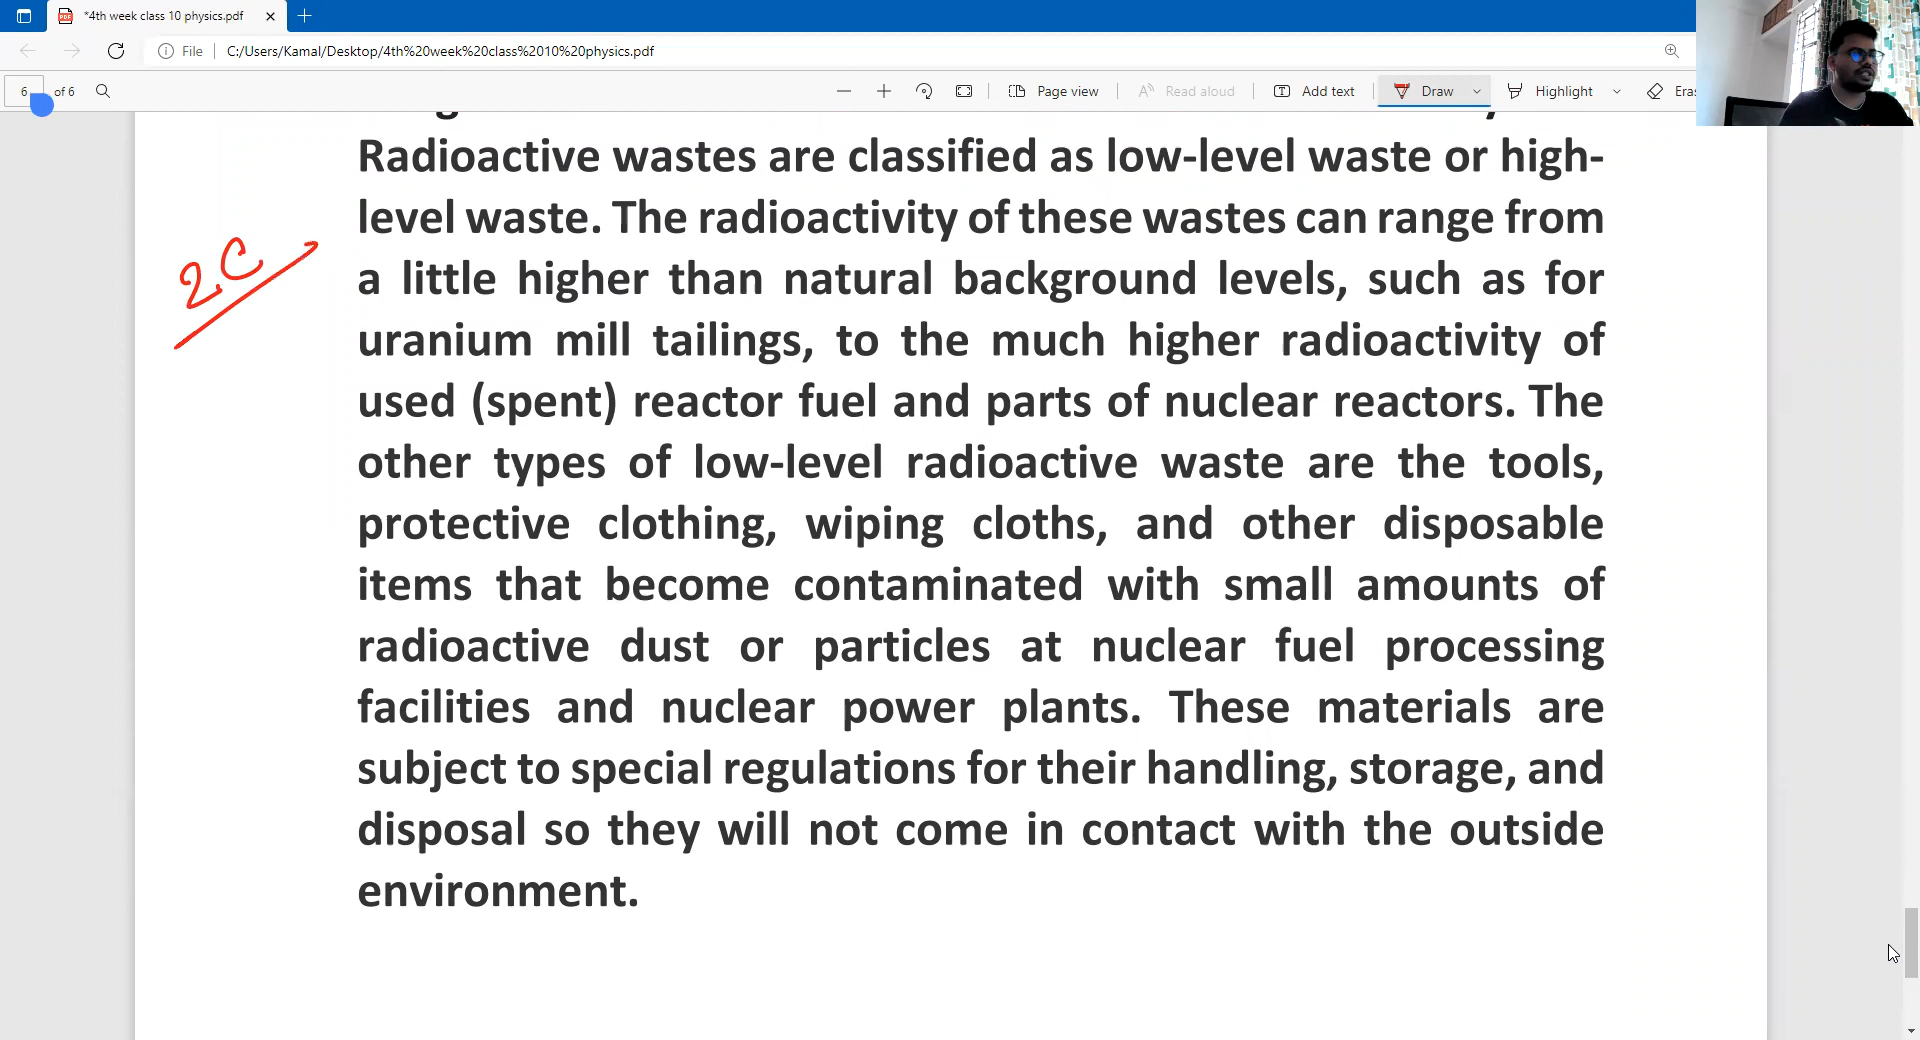 *4th week class 10 physics.pdf
File
C:/Users/Kamal/Desktop/4th%20week%20class%2010%20physics.pdf
6 of 6
Page view
Read aloud
Add text
Draw
Highlight
Radioactive wastes are classified as low-level waste or high-
level waste. The radioactivity of these wastes can range from
2C
a little higher than natural background levels, such as for
uranium mill tailings, to the much higher radioactivity of
used (spent) reactor fuel and parts of nuclear reactors. The
other types of low-level radioactive waste are the tools,
protective clothing, wiping cloths, and other disposable
items that become contaminated with small amounts of
radioactive dust or particles at nuclear fuel processing
facilities and nuclear power plants. These materials are
subject to special regulations for their handling, storage, and
disposal so they will not come in contact with the outside
environment.